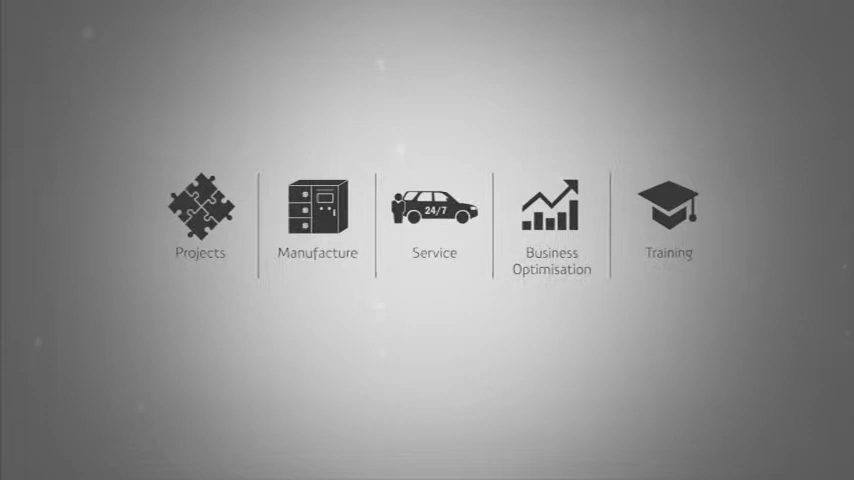 24/7
Projects
Manufacture
Service
Business
Optimisation
Training